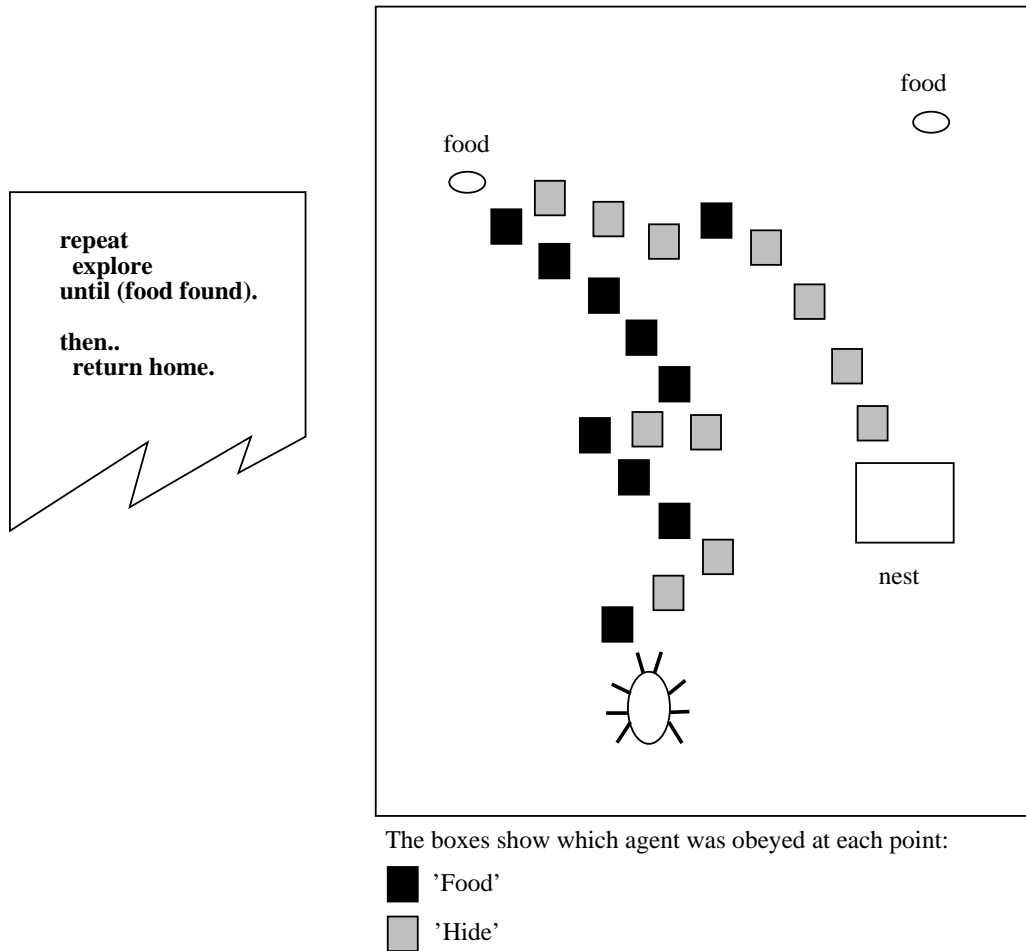 repeat
explore
until (food found).
then..
return home.
food
food
nest
The boxes show which agent was obeyed at each point:
’Food’
’Hide’